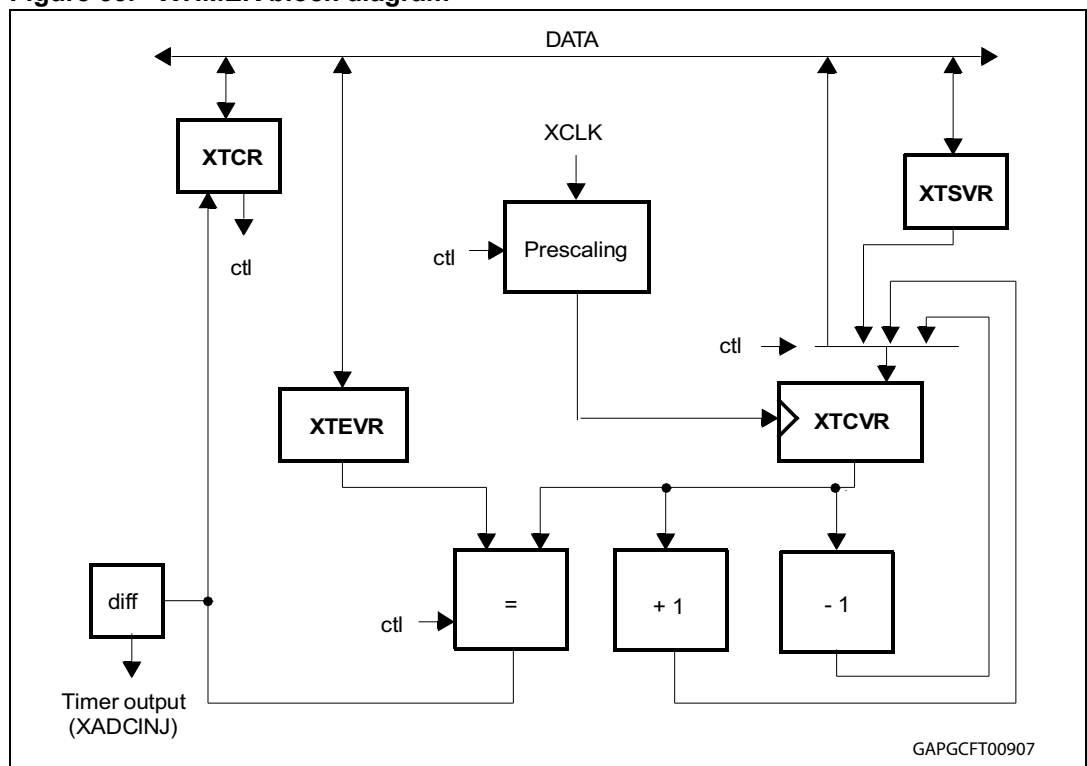 DATA
XTCR
XCLK
XTSVR
ctl
Prescaling
ctl
ctl
XTEVR
XTCVR
diff
=
+ 1
- 1
ctl
Timer output
(XADCINJ)
GAPGCFT00907